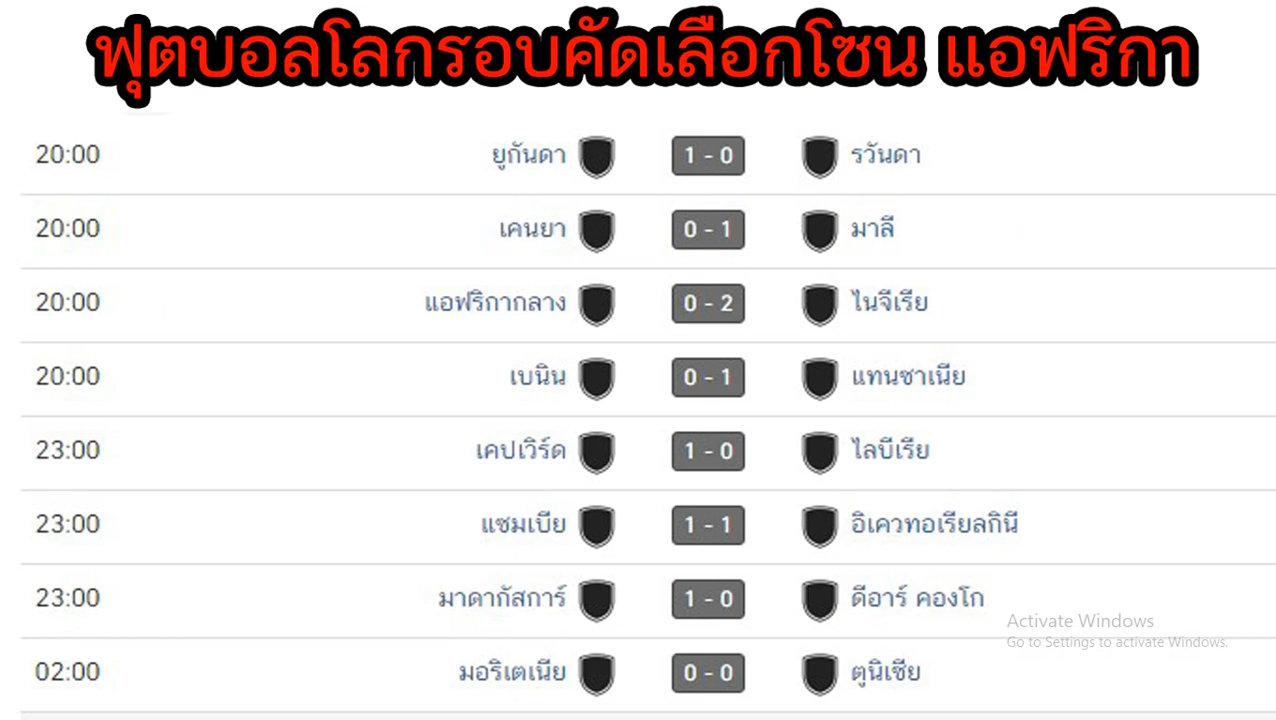 ฟุตบอลโลกรอบคัดเลือกโซน แอฟริกา
20:00 ยูกันดา 1 - 0 รวันดา
20:00 เคนยา 0 - 1 มาลี
20:00 แอฟริกากลาง 0 - 2 ไนจีเรีย
20:00 เบนิน 0 - 1 แทนซาเนีย
23:00 เคปเวิร์ด 1 - 0 ไลบีเรีย
23:00 แซมเบีย 1 - 1 อิเควทอเรียลกินี
23:00 มาดากัสการ์ 1 - 0 ดีอาร์ คองโก
Activate Windows
Go to Settings to activate Windows.
02:00 มอริเตเนีย 0 - 0 ตูนิเซีย